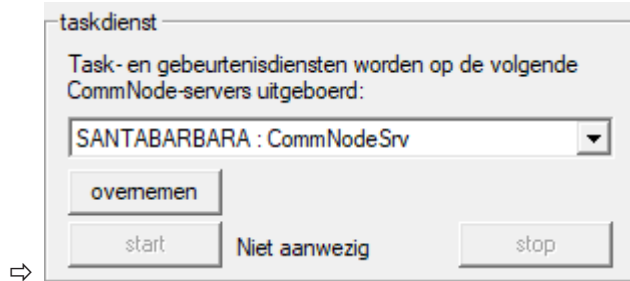 taskdienst
Task- en gebeurtenisdiensten worden op de volgende
CommNode-servers uitgeboerd:
SANTABARBARA : CommNodeSrv
overnemen
start Niet aanwezig stop
⇨